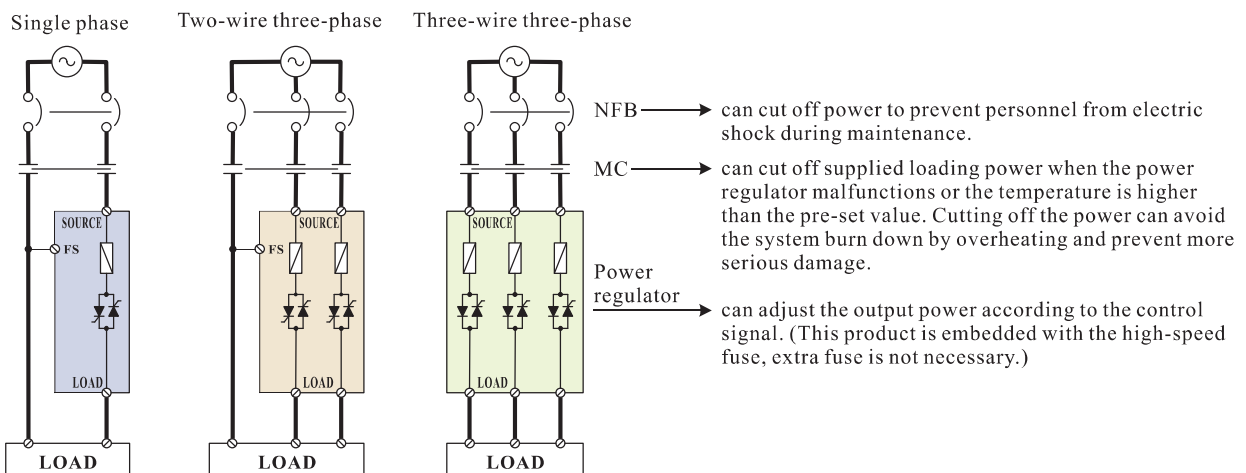 Single phase
Two-wire three-phase
Three-wire three-phase
NFB
can cut off power to prevent personnel from electric
shock during maintenance.
MC
can cut off supplied loading power when the power
regulator malfunctions or the temperature is higher
than the pre-set value. Cutting off the power can avoid
the system burn down by overheating and prevent more
serious damage.
Power
regulator
can adjust the output power according to the control
signal. (This product is embedded with the high-speed
fuse, extra fuse is not necessary.)
SOURCE
FS
LOAD
LOAD
SOURCE
FS
LOAD
LOAD
SOURCE
LOAD
LOAD